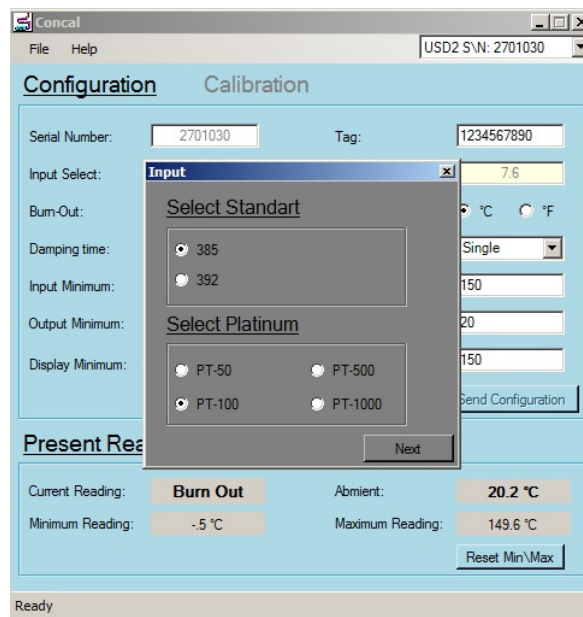 Concal
File Help USD2 S\N: 2701030
Configuration Calibration
Serial Number: 2701030 Tag: 1234567890
Input Select: 7.6
Burn-Out: °C °F
Damping time: Single
Input Minimum: 150
Output Minimum: 20
Display Minimum: 150
Send Configuration
Input
Select Standart
385
392
Select Platinum
PT-50 PT-500
PT-100 PT-1000
Next
Present Rea
Current Reading: Burn Out Abmient: 20.2 °C
Minimum Reading: -.5 °C Maximum Reading: 149.6 °C
Reset Min\Max
Ready